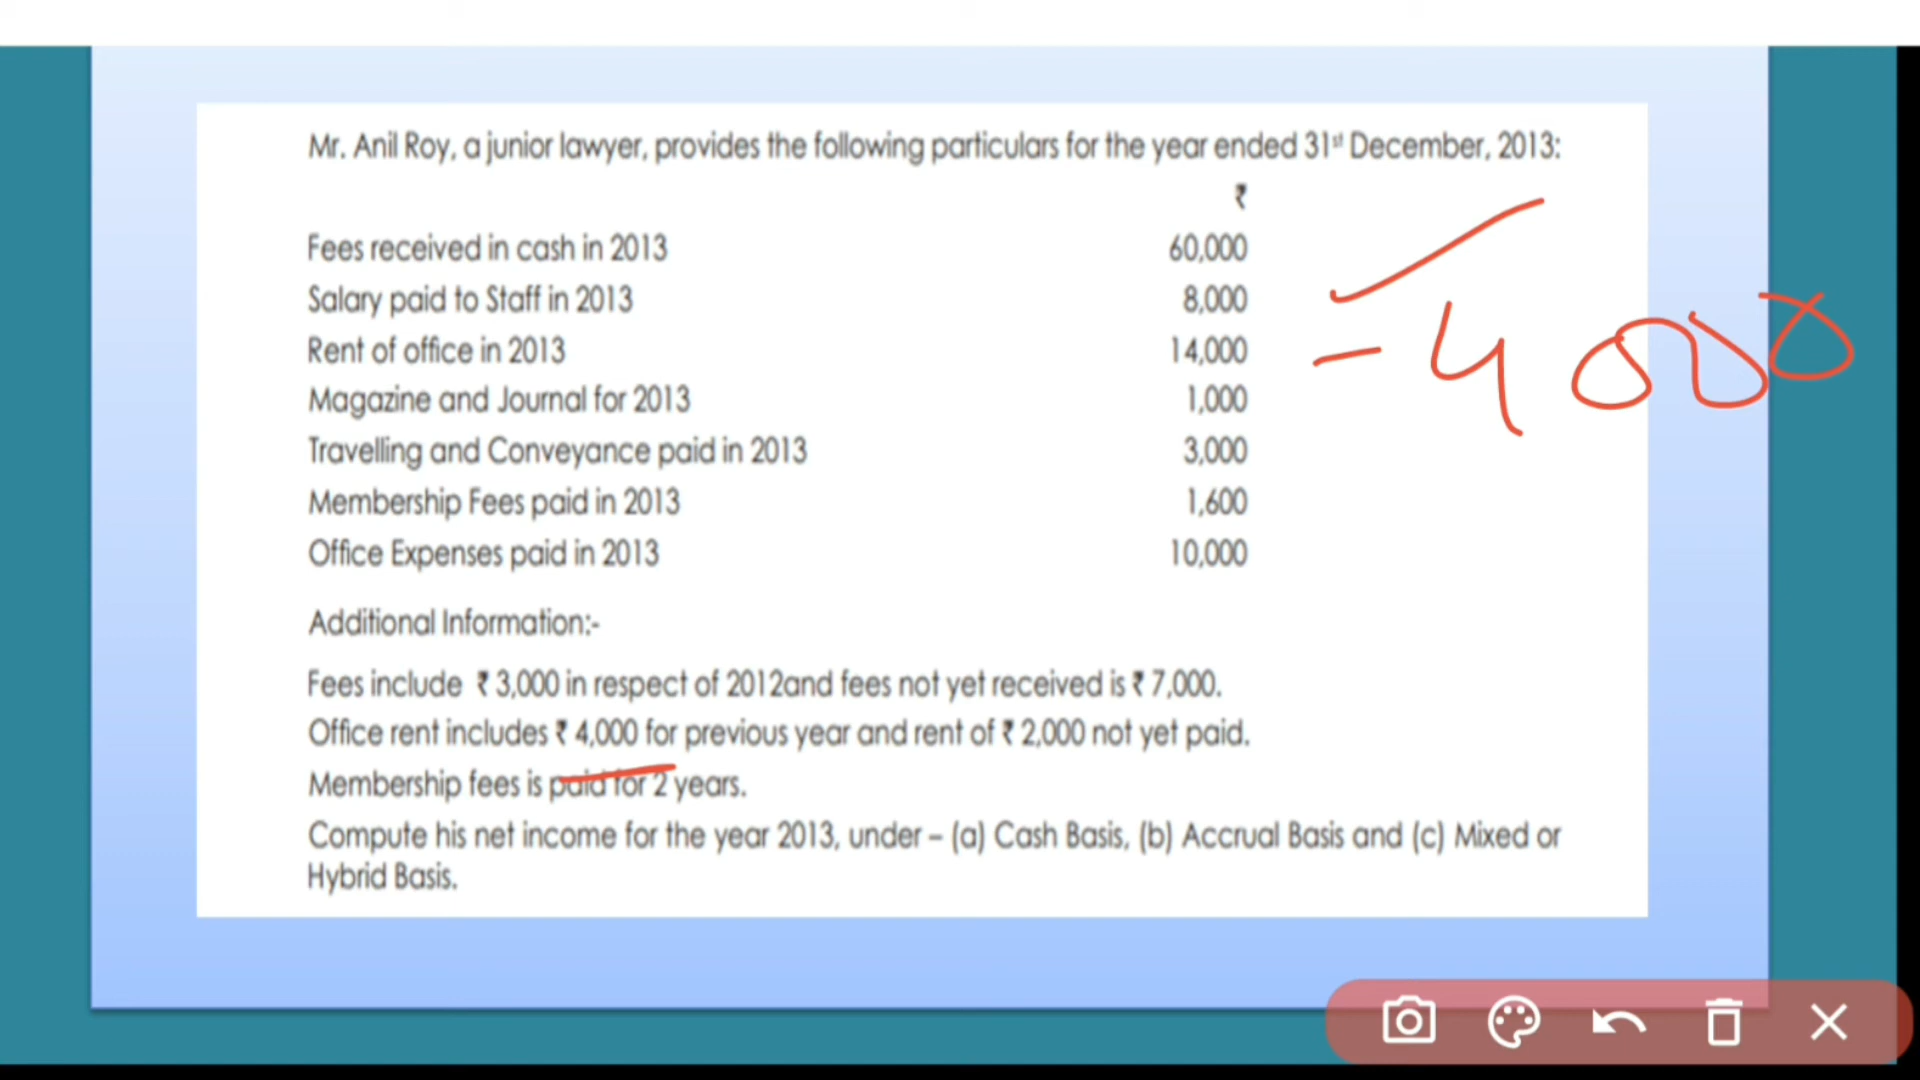 Mr. Anil Roy, a junior lawyer, provides the following particulars for the year ended 31st December, 2013:
₹
Fees received in cash in 2013 60,000
Salary paid to Staff in 2013 8,000
Rent of office in 2013 14,000 - 4000
Magazine and Journal for 2013 1,000
Travelling and Conveyance paid in 2013 3,000
Membership Fees paid in 2013 1,600
Office Expenses paid in 2013 10,000
Additional Information:-
Fees include ₹ 3,000 in respect of 2012and fees not yet received is ₹ 7,000.
Office rent includes ₹ 4,000 for previous year and rent of ₹ 2,000 not yet paid.
Membership fees is paid for 2 years.
Compute his net income for the year 2013, under – (a) Cash Basis, (b) Accrual Basis and (c) Mixed or
Hybrid Basis.